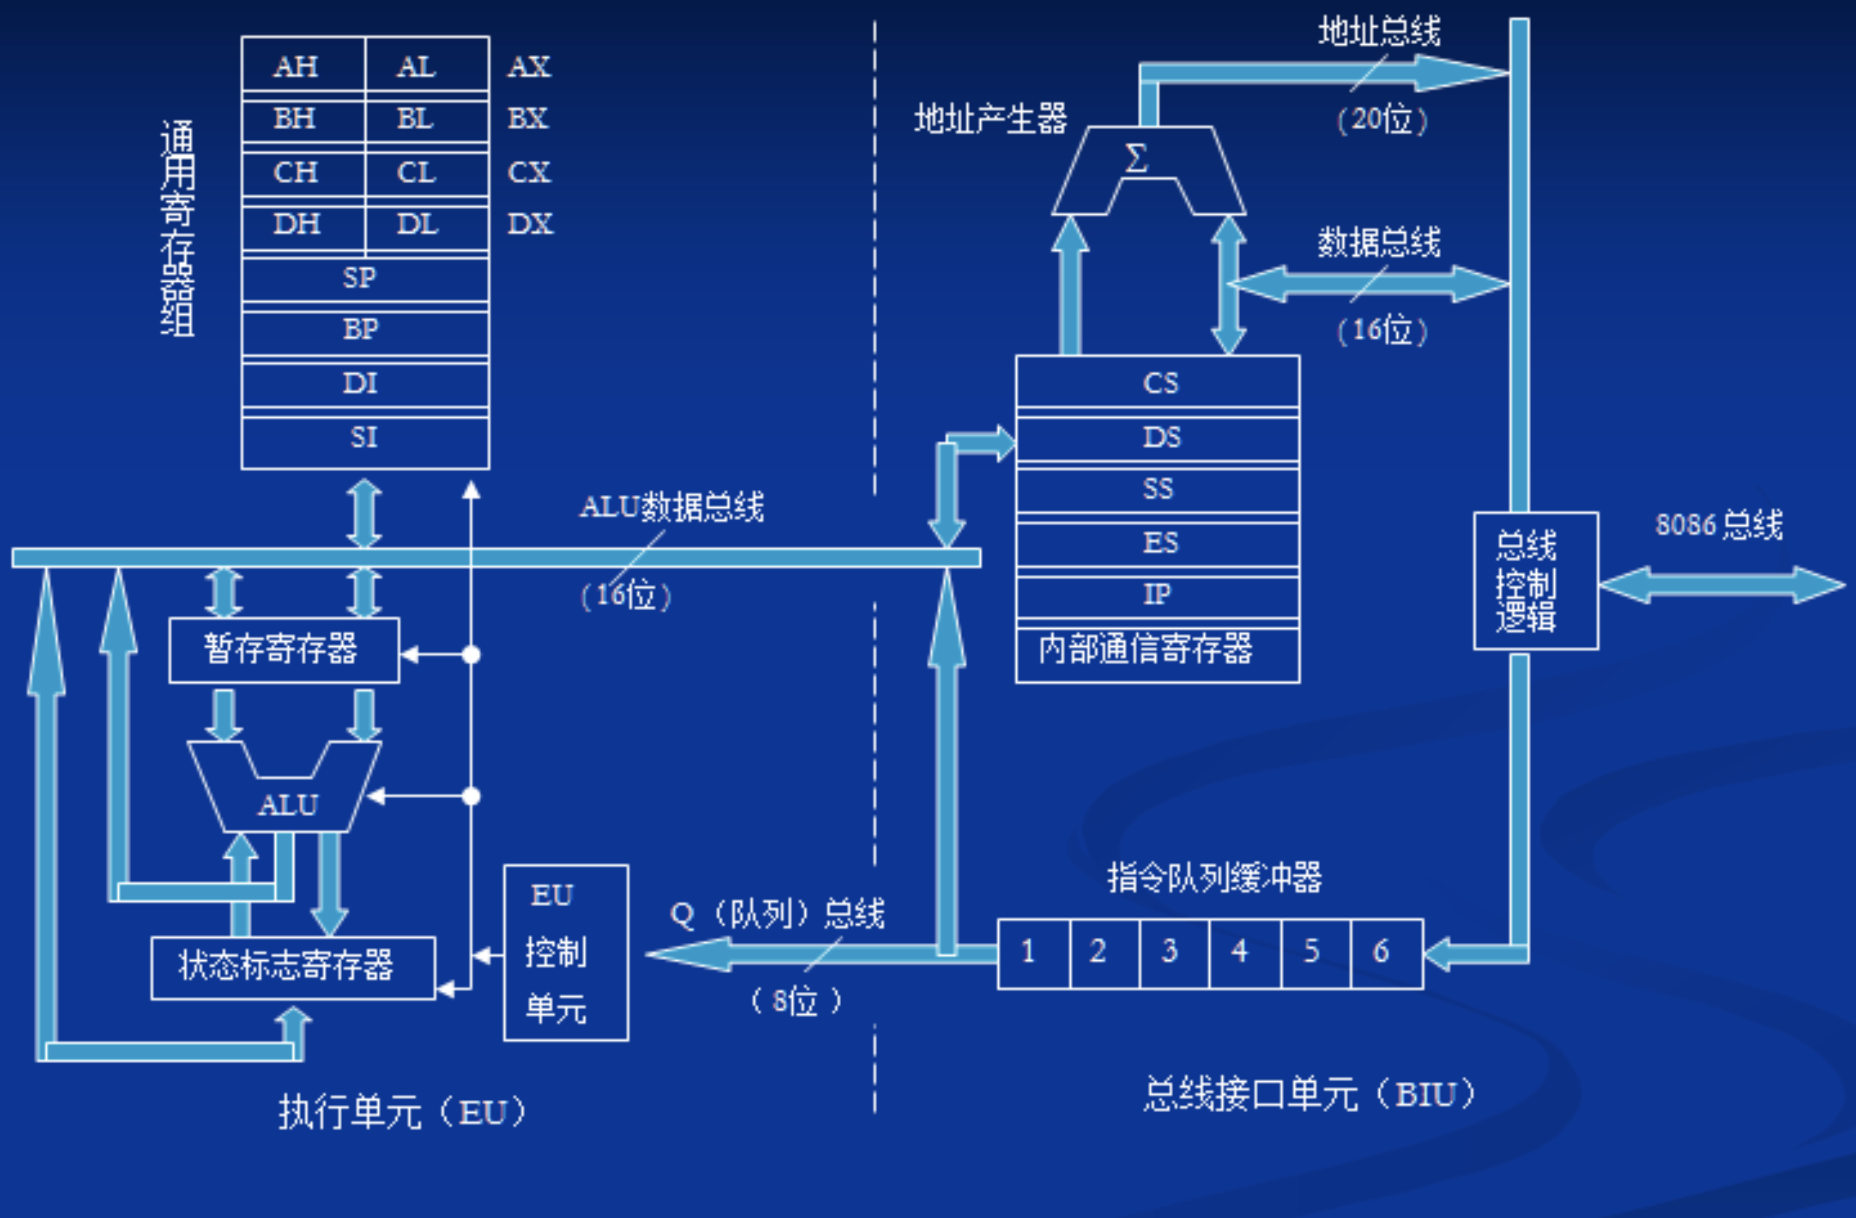 通用寄存器组
AH AL AX
BH BL BX
CH CL CX
DH DL DX
SP
BP
DI
SI
ALU数据总线
(16位)
暂存寄存器
ALU
状态标志寄存器
EU
控制
单元
Q（队列）总线
（8位）
执行单元（EU）
地址总线
(20位)
地址产生器
Σ
数据总线
(16位)
CS
DS
SS
ES
IP
内部通信寄存器
总线
控制
逻辑
8086 总线
指令队列缓冲器
1 2 3 4 5 6
总线接口单元（BIU）